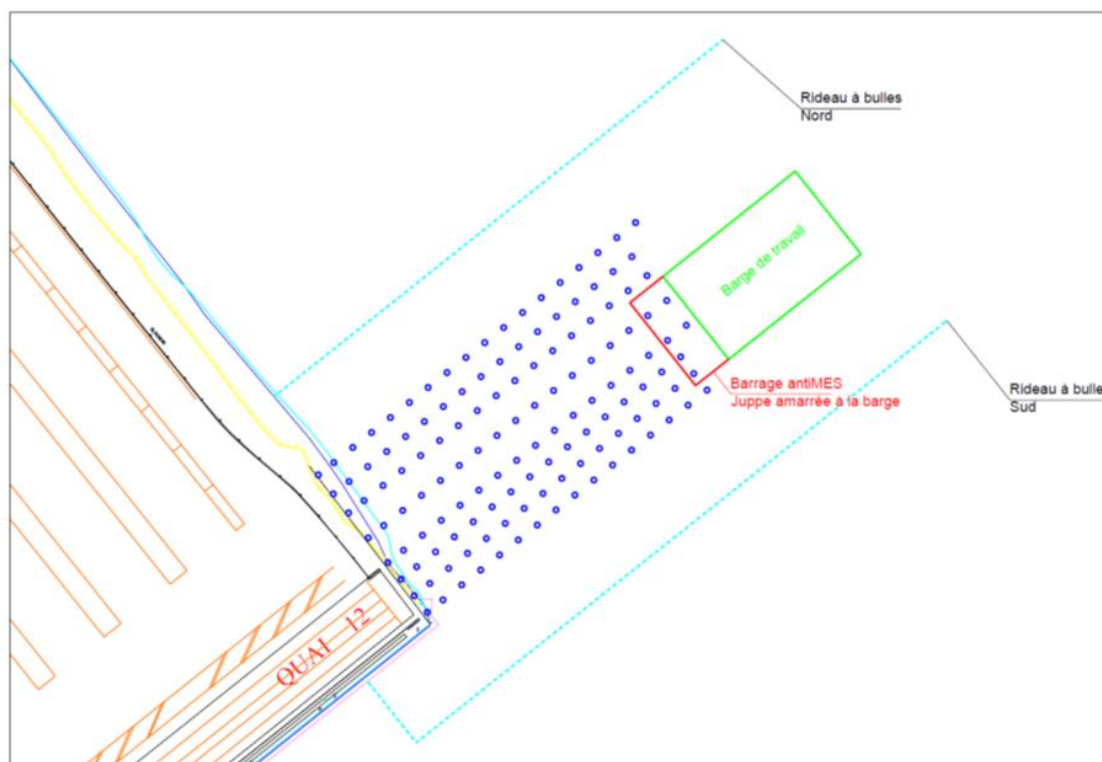 Rideau à bulles
Nord
Barge de travail
Barrage antiMES
Juppe amarrée à la barge
Rideau à bulle
Sud
QUAI 12